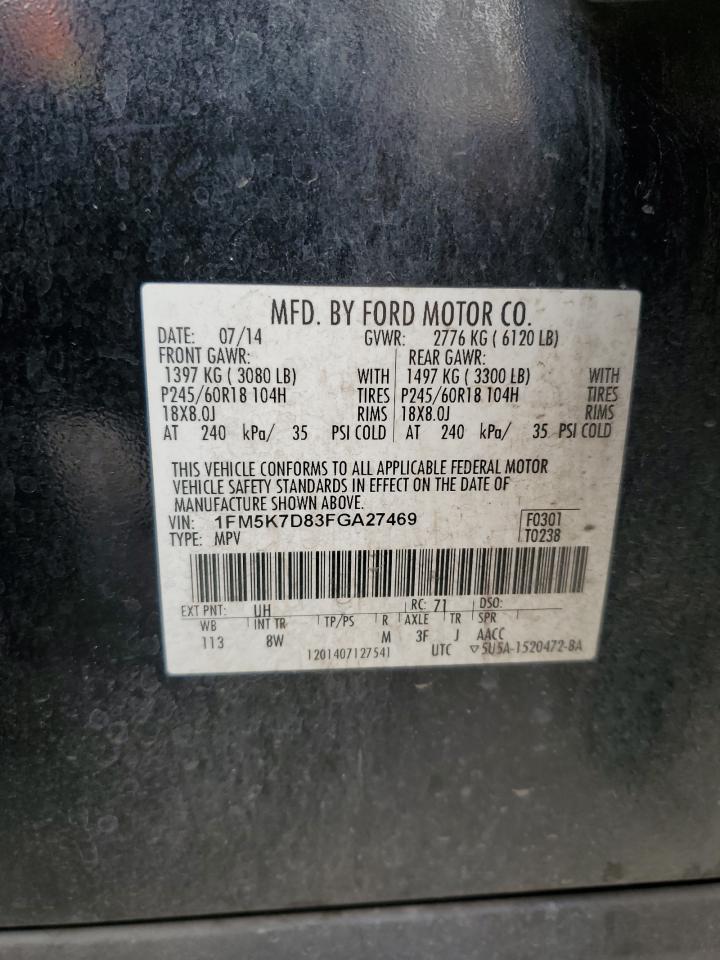 MFD. BY FORD MOTOR CO.
DATE: 07/14 GVWR: 2776 KG ( 6120 LB)
FRONT GAWR: REAR GAWR:
1397 KG ( 3080 LB) WITH 1497 KG ( 3300 LB) WITH
P245/60R18 104H TIRES P245/60R18 104H TIRES
18X8.0J RIMS 18X8.0J RIMS
AT 240 kPa/ 35 PSI COLD AT 240 kPa/ 35 PSI COLD
THIS VEHICLE CONFORMS TO ALL APPLICABLE FEDERAL MOTOR
VEHICLE SAFETY STANDARDS IN EFFECT ON THE DATE OF
MANUFACTURE SHOWN ABOVE.
VIN: 1FM5K7D83FGA27469 F0301
TYPE: MPV T0238
EXT PNT: UH RC: 71 DSO:
WB INT TR TP/PS R AXLE TR SPR
113 8W M 3F J AACC
1201407127541 UTC ▽5U5A-1520472-BA